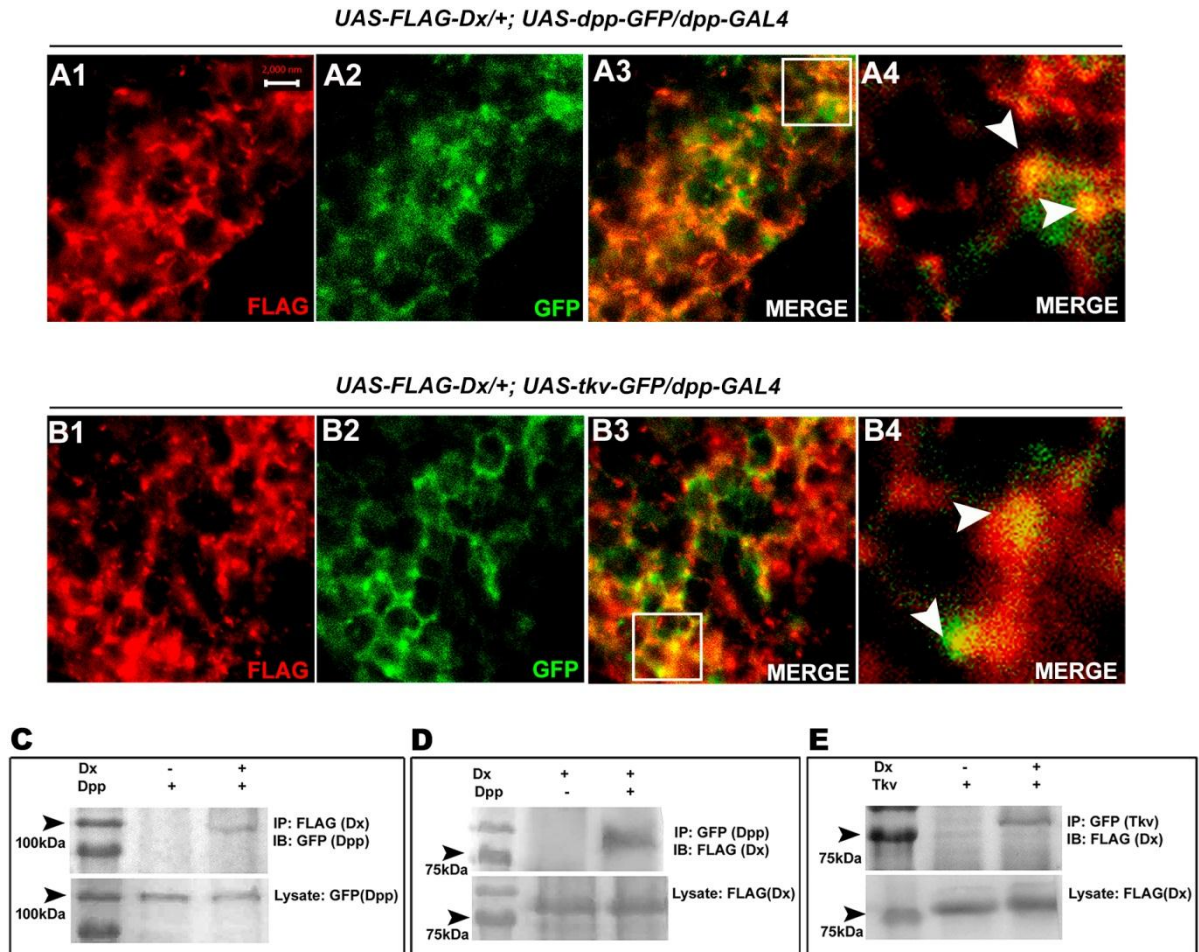 UAS-FLAG-Dx/+; UAS-dpp-GFP/dpp-GAL4
A1
2,000 nm
FLAG
A2
GFP
A3
MERGE
A4
MERGE
UAS-FLAG-Dx/+; UAS-tkv-GFP/dpp-GAL4
B1
FLAG
B2
GFP
B3
MERGE
B4
MERGE
C
Dx - +
Dpp + +
100kDa
IP: FLAG (Dx)
IB: GFP (Dpp)
100kDa
Lysate: GFP(Dpp)
D
Dx + +
Dpp - +
75kDa
IP: GFP (Dpp)
IB: FLAG (Dx)
75kDa
Lysate: FLAG(Dx)
E
Dx - +
Tkv + +
75kDa
IP: GFP (Tkv)
IB: FLAG (Dx)
75kDa
Lysate: FLAG(Dx)